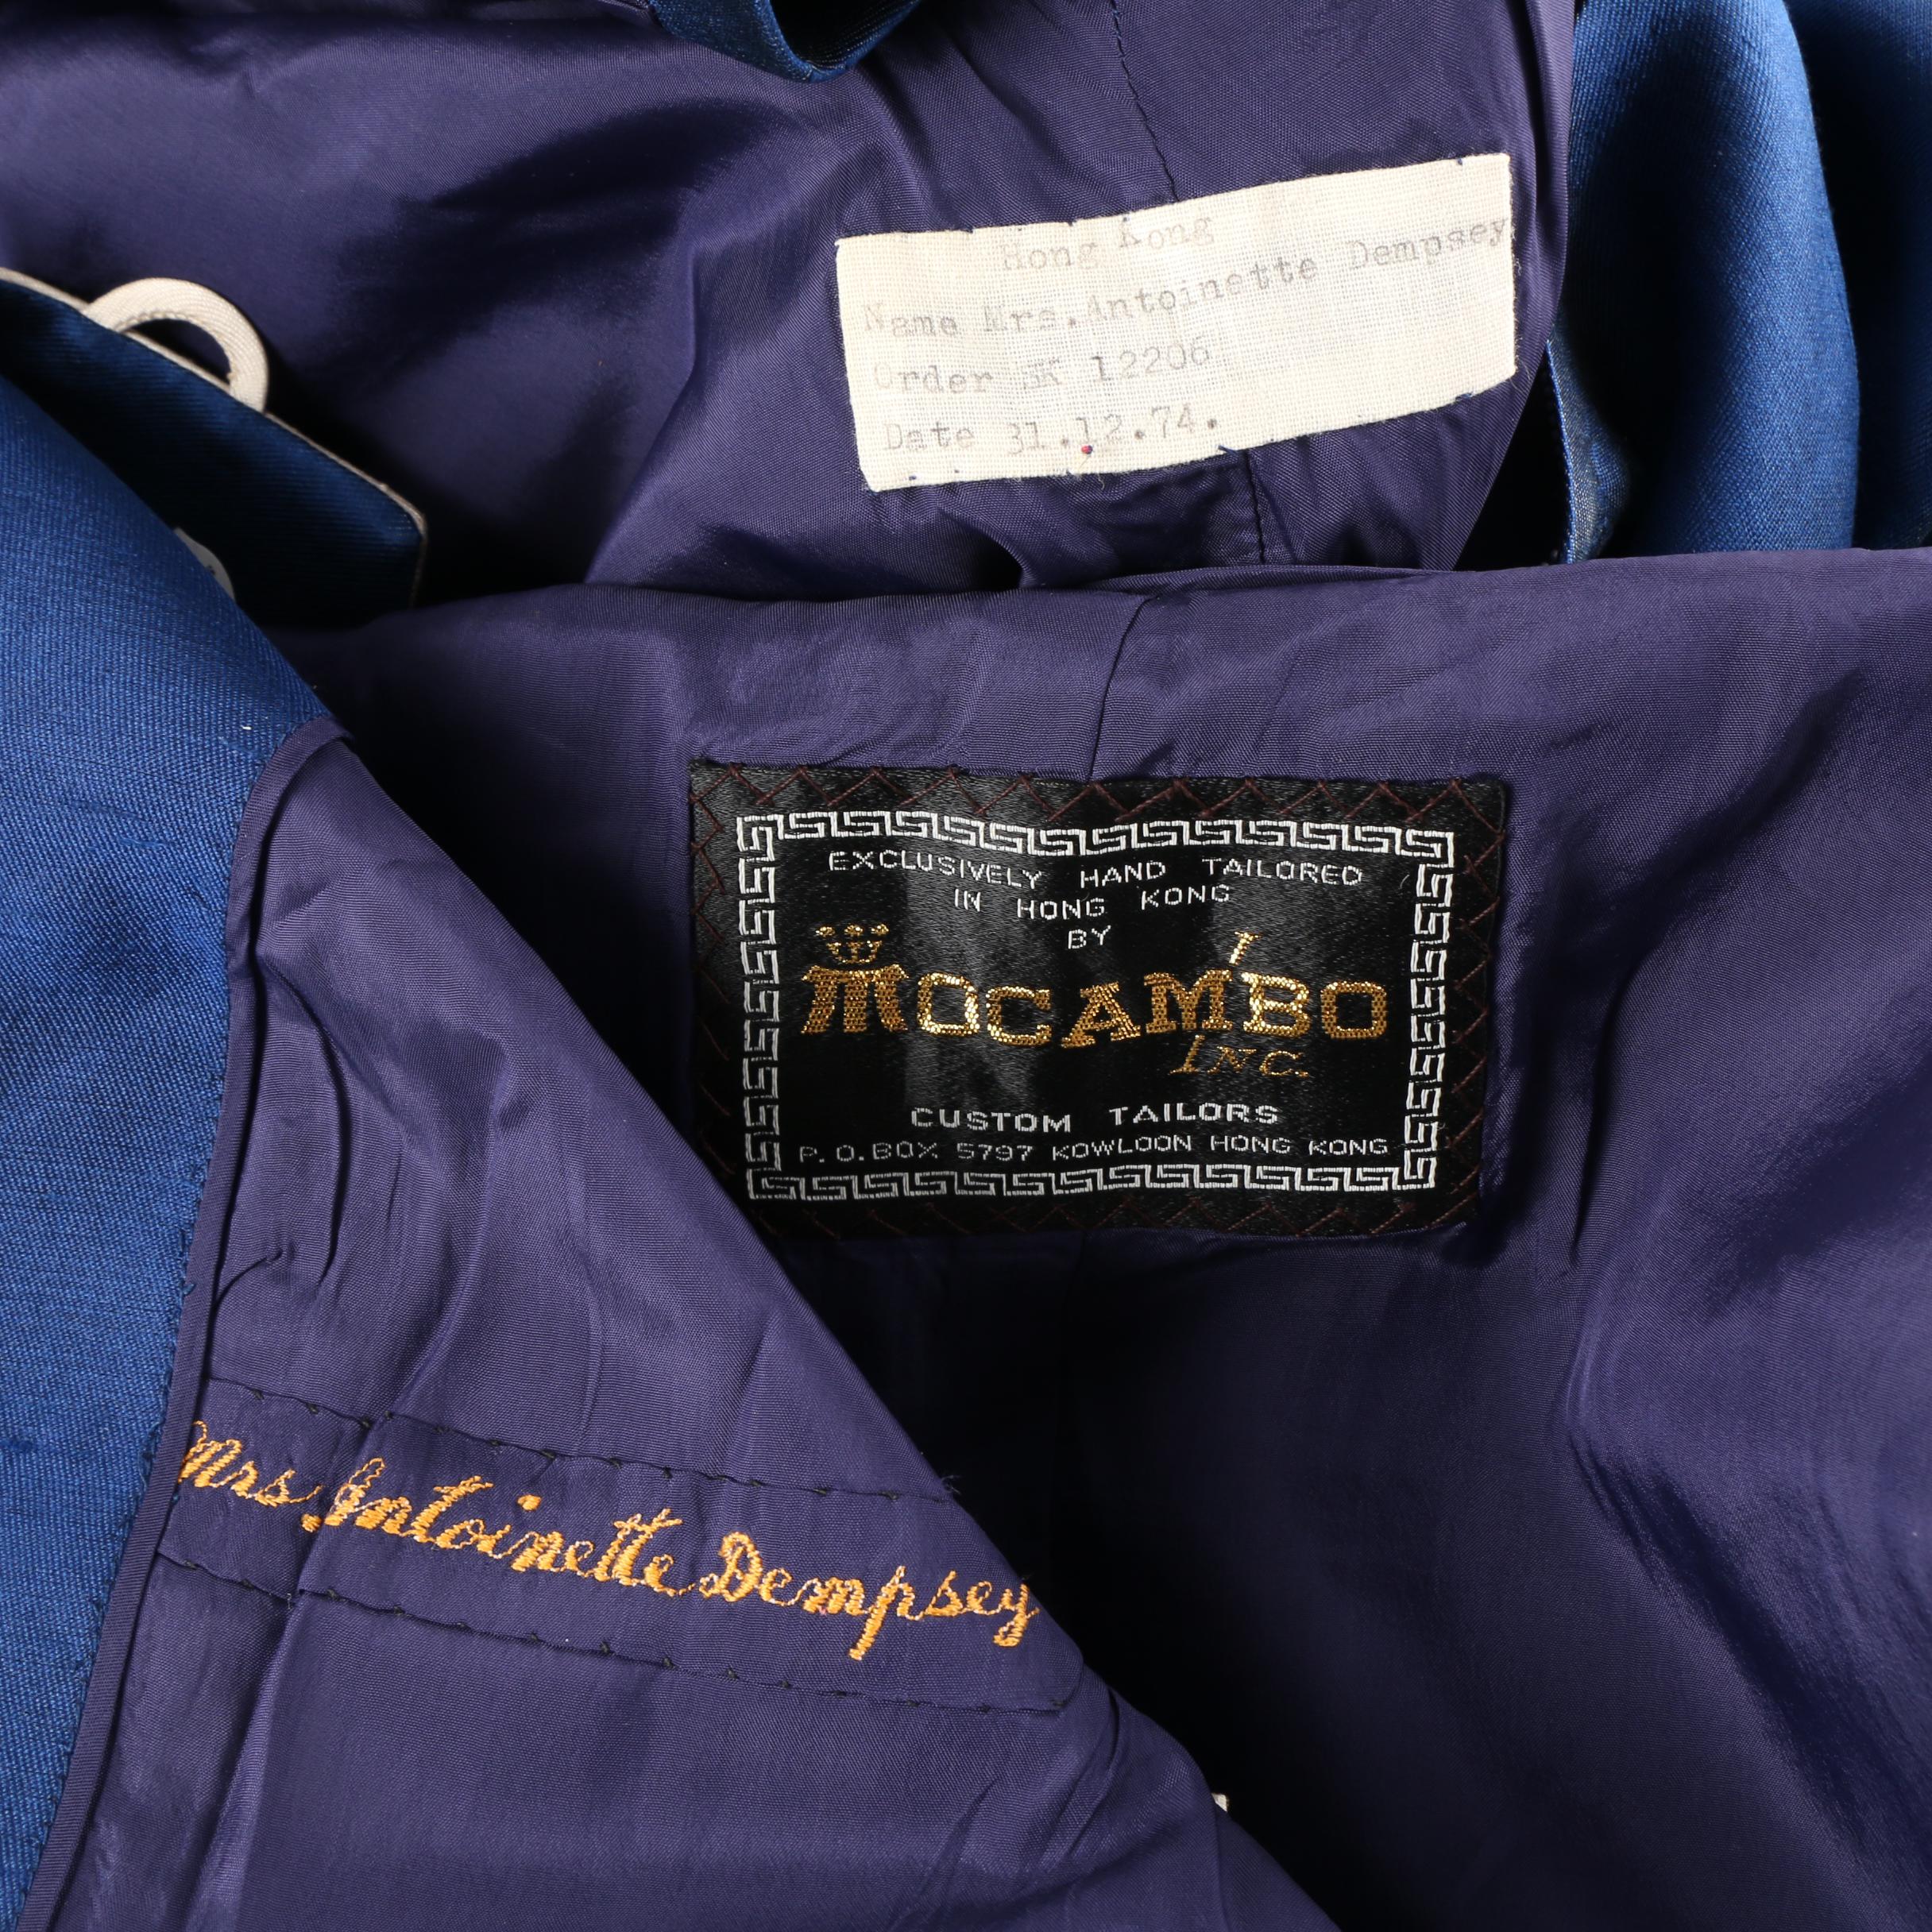 Hong Kong
Name Mrs.Antoinette Dempsey
Order HK 12206
Date 31.12.74.
EXCLUSIVELY HAND TAILORED
IN HONG KONG
BY
MOCAMBO
INC.
CUSTOM TAILORS
P.O.BOX 5797 KOWLOON HONG KONG
Mrs Antoinette Dempsey